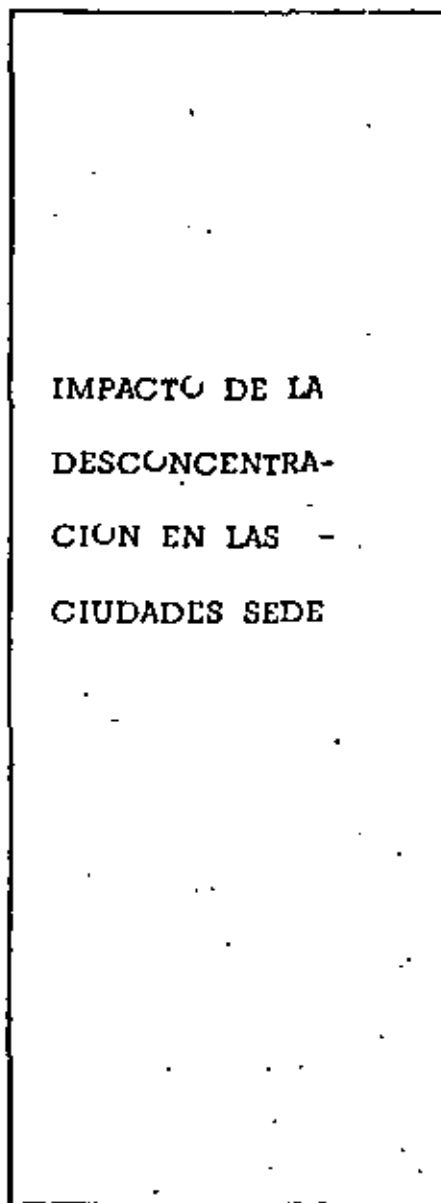 IMPACTO DE LA
DESCONCENTRA-
CION EN LAS -
CIUDADES SEDE